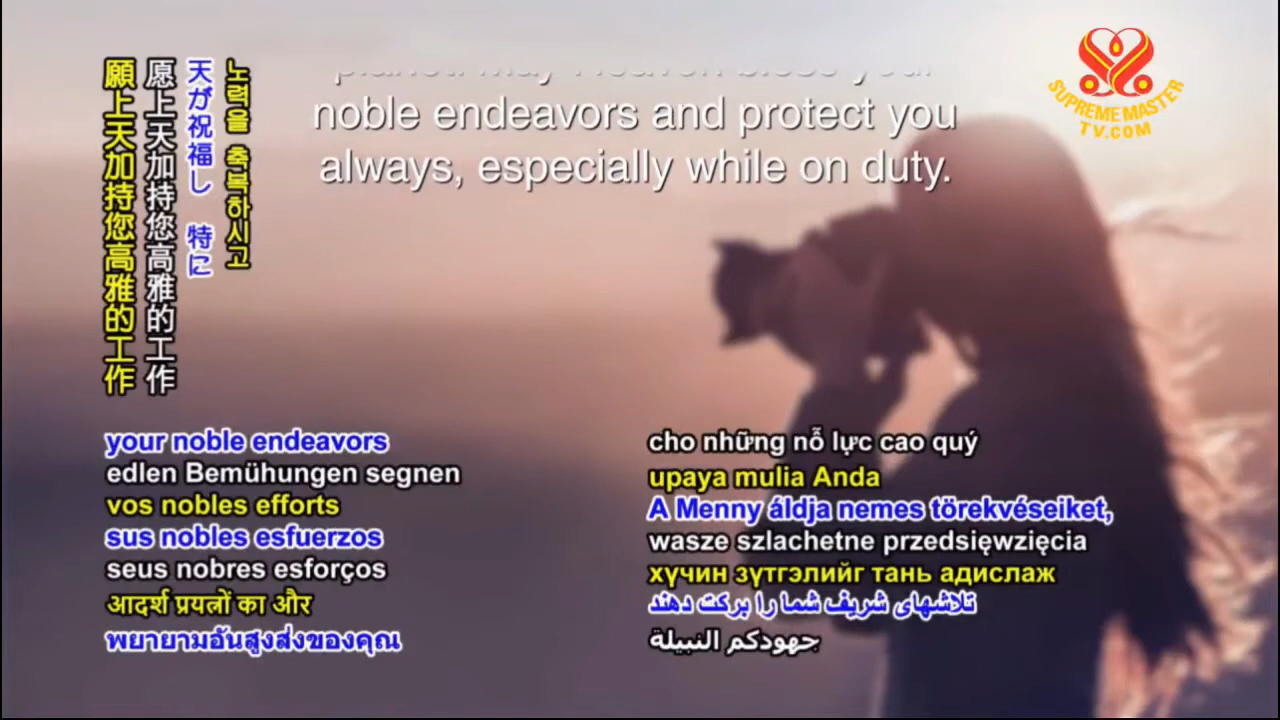 planet. May Heaven bless your
noble endeavors and protect you
always, especially while on duty.
SUPREME MASTER
TV.COM
노력을 축복하시고
天が祝福し 特に
愿上天加持您高雅的工作
願上天加持您高雅的工作
your noble endeavors
edlen Bemühungen segnen
vos nobles efforts
sus nobles esfuerzos
seus nobres esforços
आदर्श प्रयत्नों का और
พยายามอันสูงส่งของคุณ
cho những nỗ lực cao quý
upaya mulia Anda
A Menny áldja nemes törekvéseiket,
wasze szlachetne przedsięwzięcia
хүчин зүтгэлийг тань адислаж
تلاشهای شریف شما را برکت دهند
جهودكم النبيلة